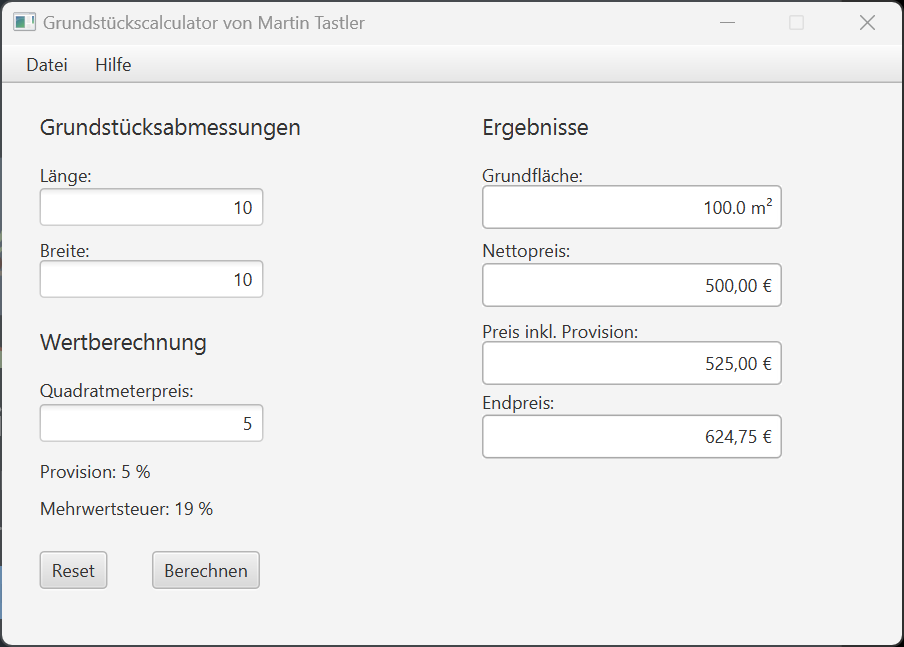 Grundstückscalculator von Martin Tastler
Datei Hilfe
Grundstücksabmessungen
Länge:
10
Breite:
10
Wertberechnung
Quadratmeterpreis:
5
Provision: 5 %
Mehrwertsteuer: 19 %
Reset Berechnen
Ergebnisse
Grundfläche:
100.0 m²
Nettopreis:
500,00 €
Preis inkl. Provision:
525,00 €
Endpreis:
624,75 €